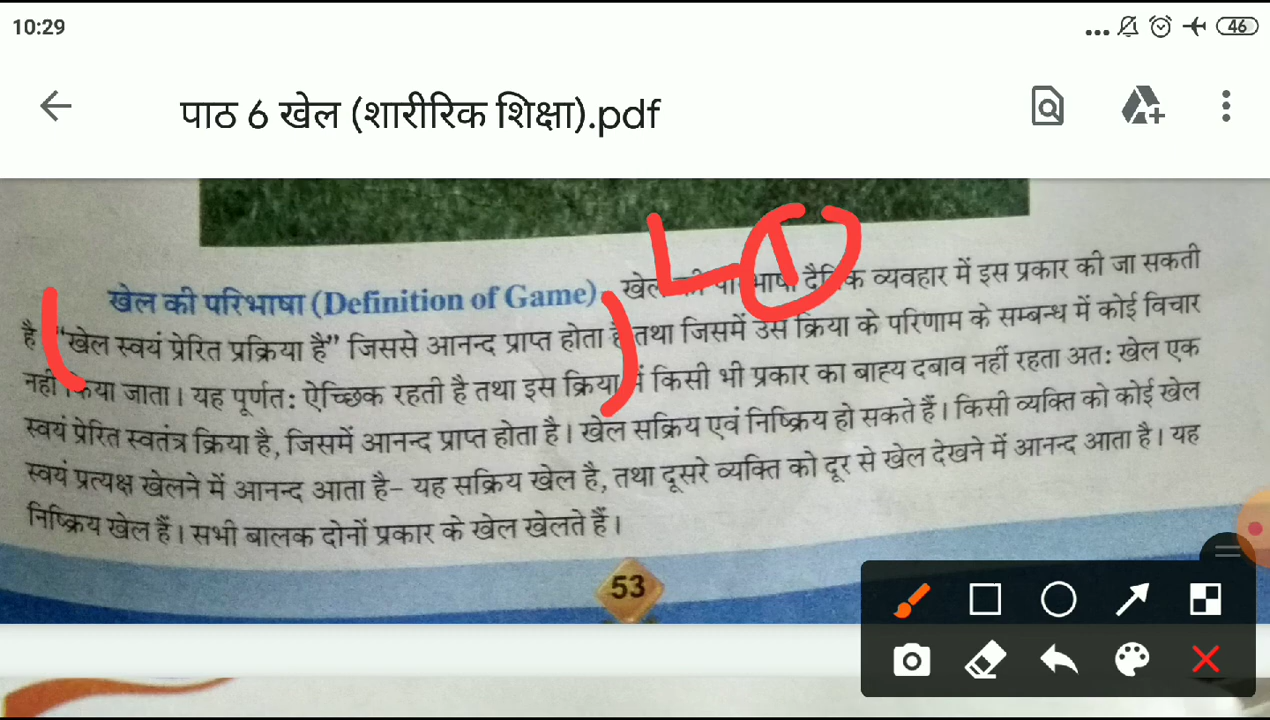 10:29
46
पाठ 6 खेल (शारीरिक शिक्षा).pdf
खेल की परिभाषा (Definition of Game). खेल की परिभाषा दैनिक व्यवहार में इस प्रकार की जा सकती
है "खेल स्वयं प्रेरित प्रक्रिया है" जिससे आनन्द प्राप्त होता है तथा जिसमें उस क्रिया के परिणाम के सम्बन्ध में कोई विचार
नहीं किया जाता। यह पूर्णत: ऐच्छिक रहती है तथा इस क्रिया में किसी भी प्रकार का बाह्य दबाव नहीं रहता अत: खेल एक
स्वयं प्रेरित स्वतंत्र क्रिया है, जिसमें आनन्द प्राप्त होता है। खेल सक्रिय एवं निष्क्रिय हो सकते हैं। किसी व्यक्ति को कोई खेल
स्वयं प्रत्यक्ष खेलने में आनन्द आता है- यह सक्रिय खेल है, तथा दूसरे व्यक्ति को दूर से खेल देखने में आनन्द आता है। यह
निष्क्रिय खेल हैं। सभी बालक दोनों प्रकार के खेल खेलते हैं।
53